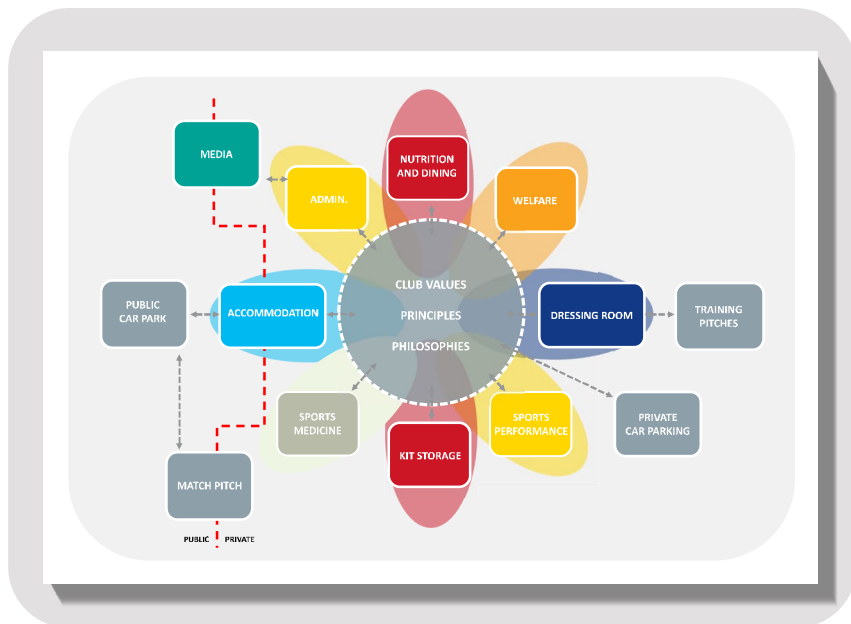 MEDIA
NUTRITION
AND DINING
ADMIN.
WELFARE
CLUB VALUES
PRINCIPLES
PHILOSOPHIES
PUBLIC
CAR PARK
ACCOMMODATION
DRESSING ROOM
TRAINING
PITCHES
SPORTS
MEDICINE
KIT STORAGE
SPORTS
PERFORMANCE
PRIVATE
CAR PARKING
MATCH PITCH
PUBLIC
PRIVATE